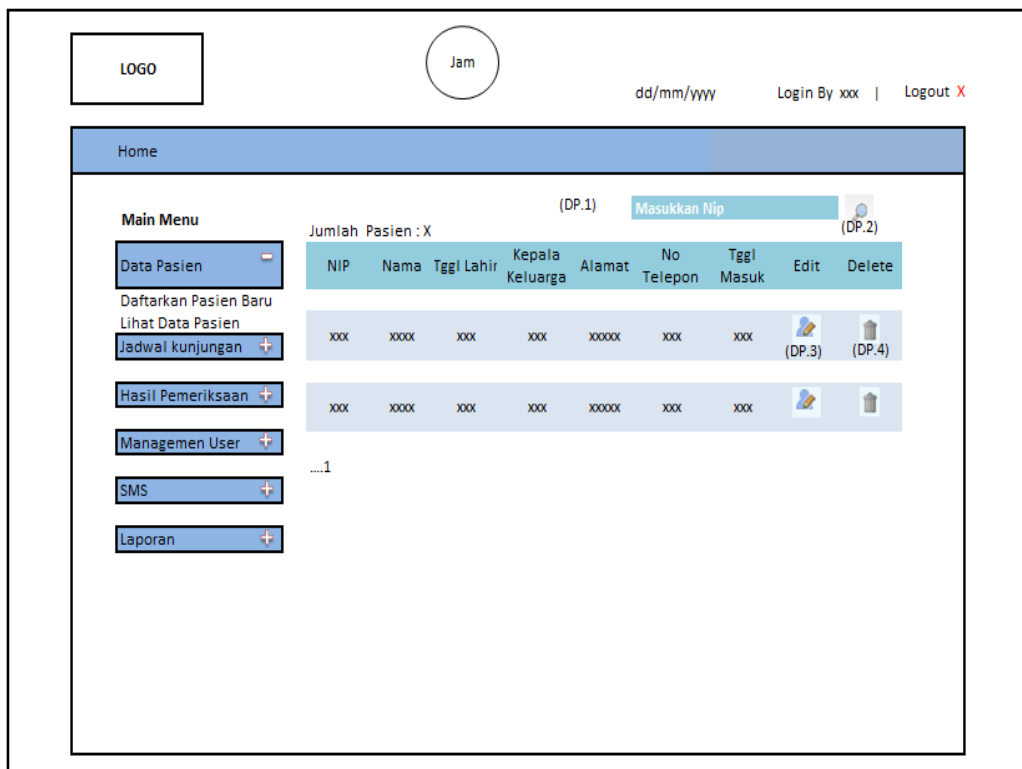 LOGO
Jam
dd/mm/yyyy Login By xxx | Logout X
Home
(DP.1) Masukkan Nip
(DP.2)
Main Menu
Jumlah Pasien : X
Data Pasien
Daftarkan Pasien Baru
Lihat Data Pasien
Jadwal kunjungan
Hasil Pemeriksaan
Managemen User
SMS
Laporan
NIP Nama Tggl Lahir Kepala Keluarga Alamat No Telepon Tggl Masuk Edit Delete
xxx xxxx xxx xxx xxxxx xxx xxx
(DP.3) (DP.4)
xxx xxxx xxx xxx xxxxx xxx xxx
....1